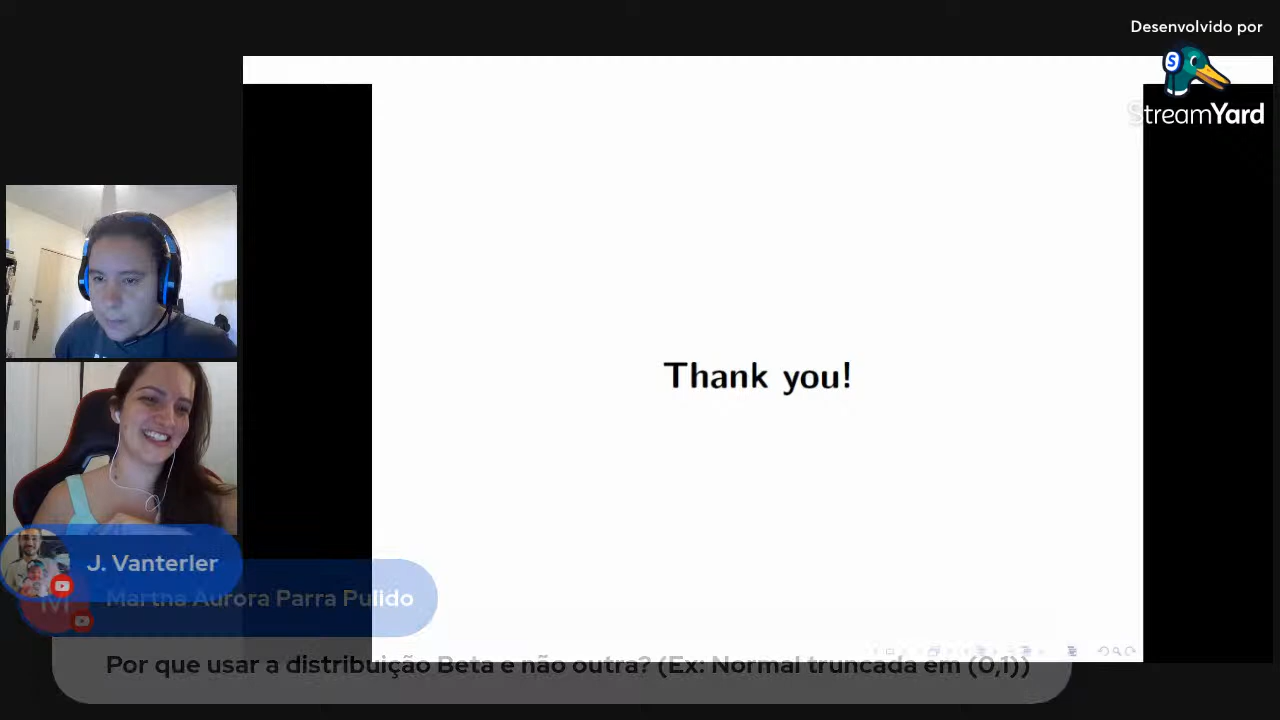 Desenvolvido por
StreamYard
Thank you!
J. Vanterler
Martha Aurora Parra Pulido
Por que usar a distribuição Beta e não outra? (Ex: Normal truncada em (0,1))